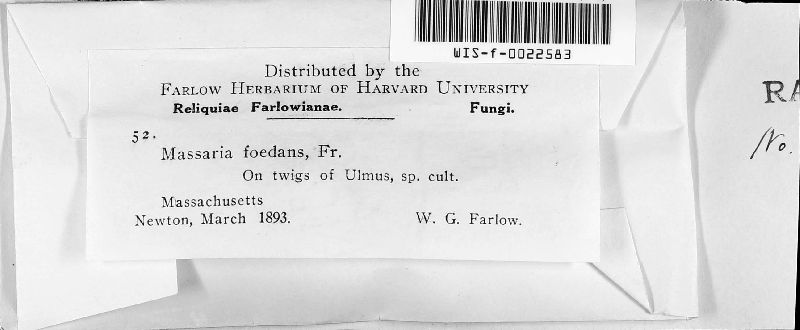 WIS-f-0022583
Distributed by the
FARLOW HERBARIUM OF HARVARD UNIVERSITY
Reliquiae Farlowianae. Fungi.
52.
Massaria foedans, Fr.
On twigs of Ulmus, sp. cult.
Massachusetts
Newton, March 1893. W. G. Farlow.
RA
No.